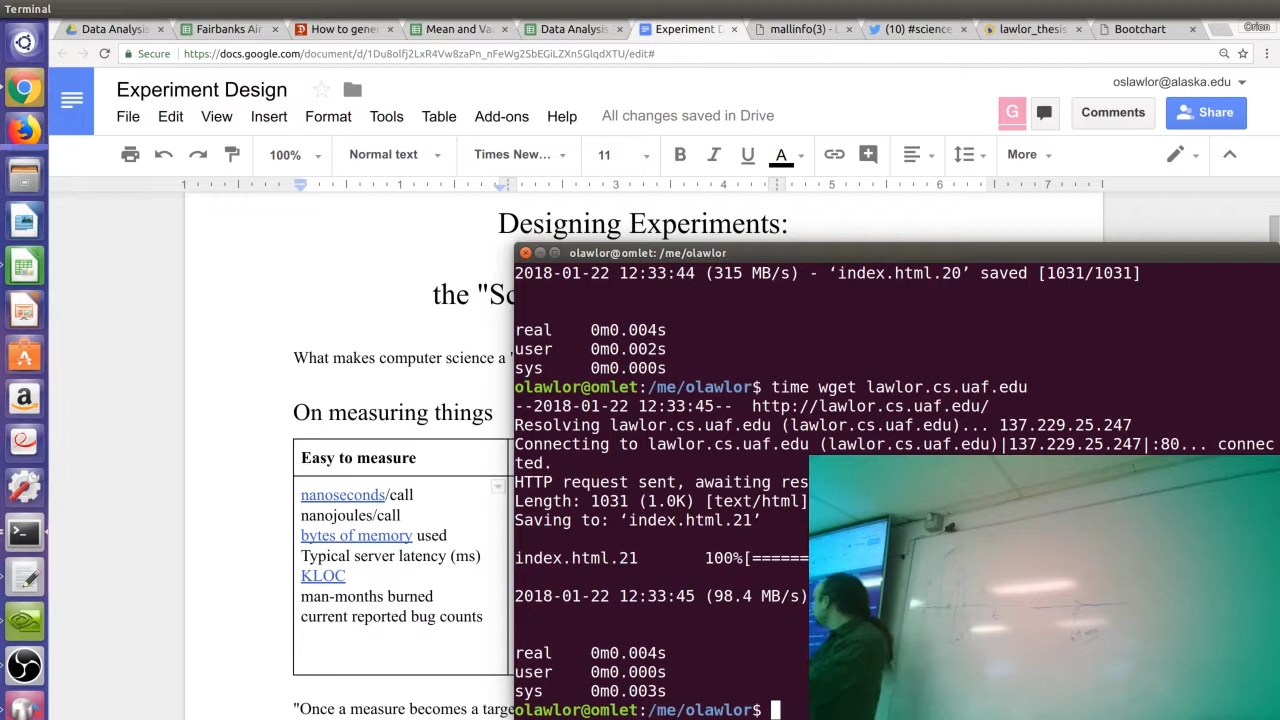 Terminal
Orion
Data Analysis
Fairbanks Air
How to gene
Mean and Va
Data Analysis
Experiment D
mallinfo(3) - L
(10) #science
lawlor_thesis
Bootchart
Secure
https://docs.google.com/document/d/1Du8olfj2LxR4Vw8zaPn_nFeWg2SbEGiLZXn5GlqdXTU/edit#
Experiment Design
oslawlor@alaska.edu
File Edit View Insert Format Tools Table Add-ons Help All changes saved in Drive
G
Comments
Share
100% Normal text Times New... 11 B I U A More
1 1 3 4 5 6 7
Designing Experiments:
the "Sc
What makes computer science a "
On measuring things
Easy to measure
nanoseconds/call
nanojoules/call
bytes of memory used
Typical server latency (ms)
KLOC
man-months burned
current reported bug counts
"Once a measure becomes a targe
olawlor@omlet: /me/olawlor
2018-01-22 12:33:44 (315 MB/s) - ‘index.html.20’ saved [1031/1031]
real 0m0.004s
user 0m0.002s
sys 0m0.000s
olawlor@omlet:/me/olawlor$ time wget lawlor.cs.uaf.edu
--2018-01-22 12:33:45-- http://lawlor.cs.uaf.edu/
Resolving lawlor.cs.uaf.edu (lawlor.cs.uaf.edu)... 137.229.25.247
Connecting to lawlor.cs.uaf.edu (lawlor.cs.uaf.edu)|137.229.25.247|:80... connec
ted.
HTTP request sent, awaiting res
Length: 1031 (1.0K) [text/html]
Saving to: ‘index.html.21’
index.html.21 100%[======
2018-01-22 12:33:45 (98.4 MB/s)
real 0m0.004s
user 0m0.000s
sys 0m0.003s
olawlor@omlet:/me/olawlor$